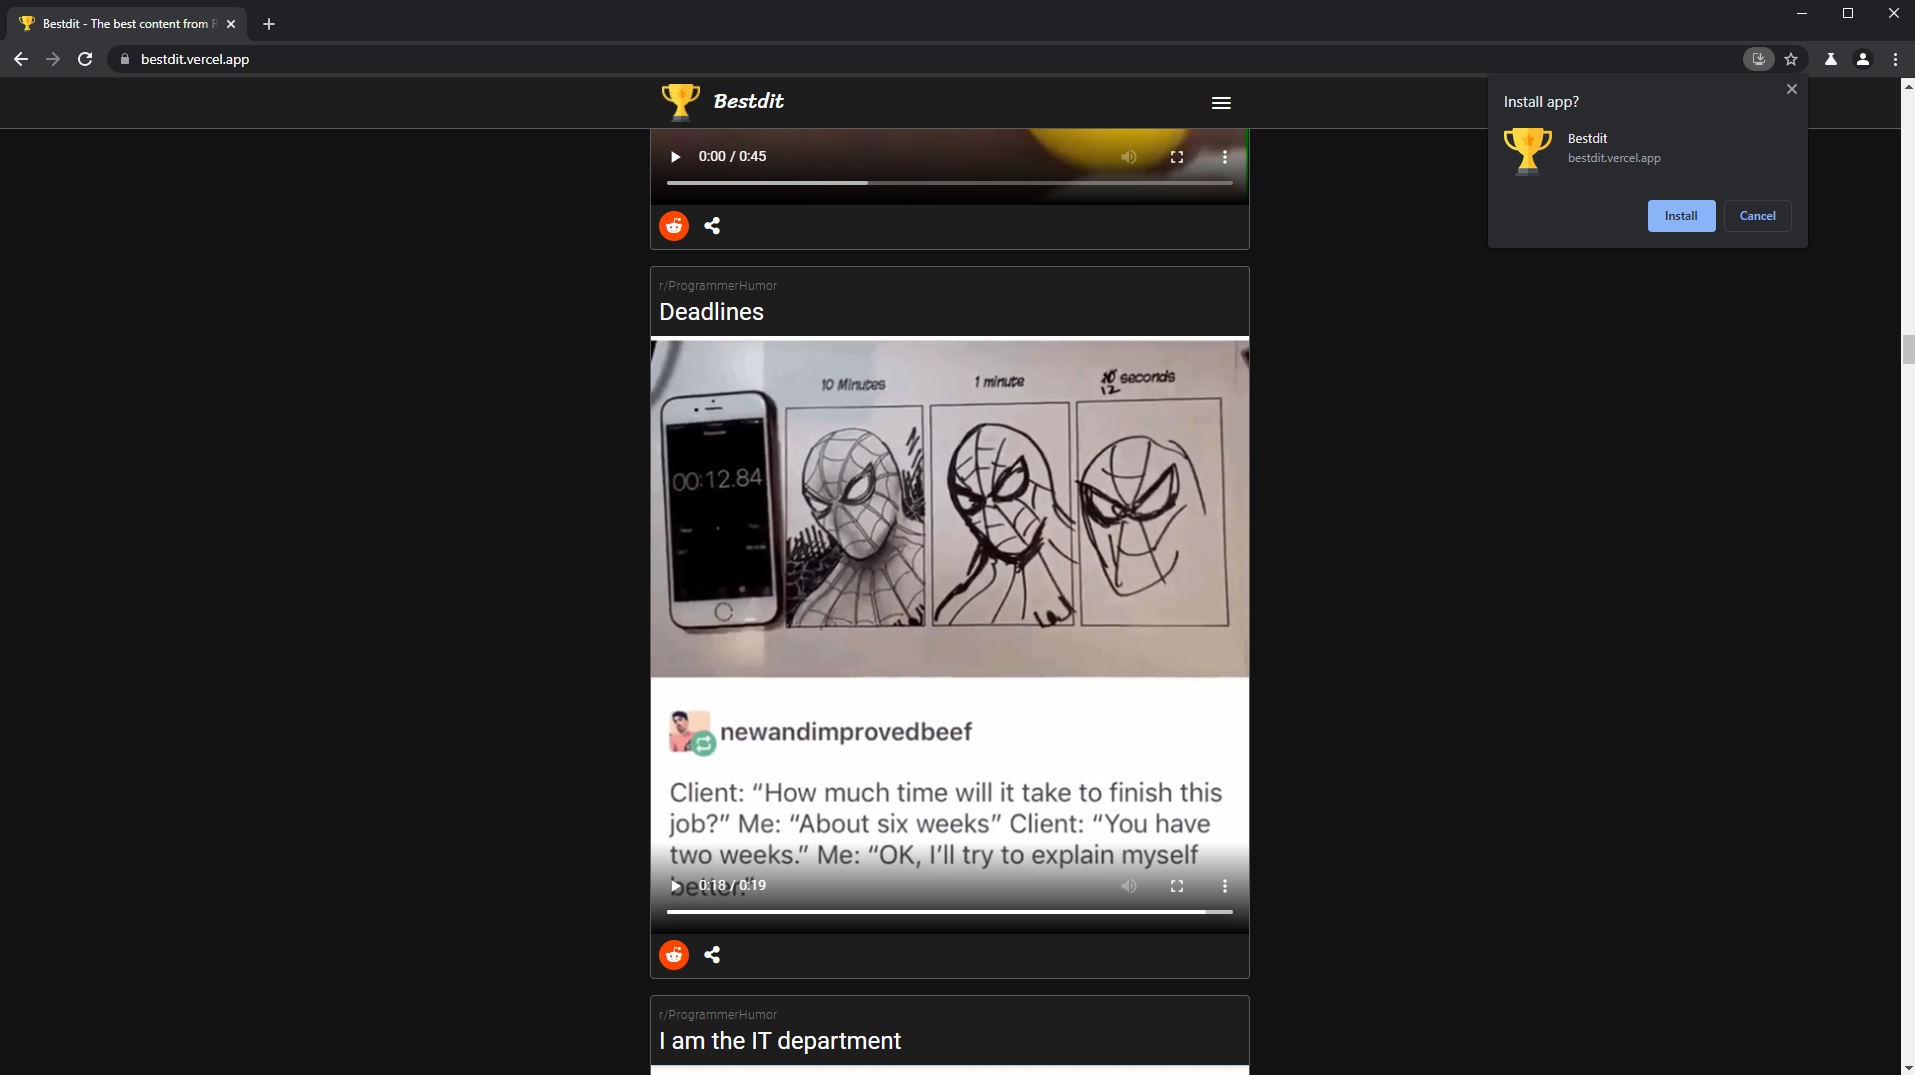 Bestdit - The best content from R
bestdit.vercel.app
Bestdit
Install app?
Bestdit
bestdit.vercel.app
Install
Cancel
0:00 / 0:45
r/ProgrammerHumor
Deadlines
10 Minutes
1 minute
10 seconds
12
00:12.84
newandimprovedbeef
Client: “How much time will it take to finish this
job?” Me: “About six weeks” Client: “You have
two weeks.” Me: “OK, I’ll try to explain myself
better.”
0:18 / 0:19
r/ProgrammerHumor
I am the IT department